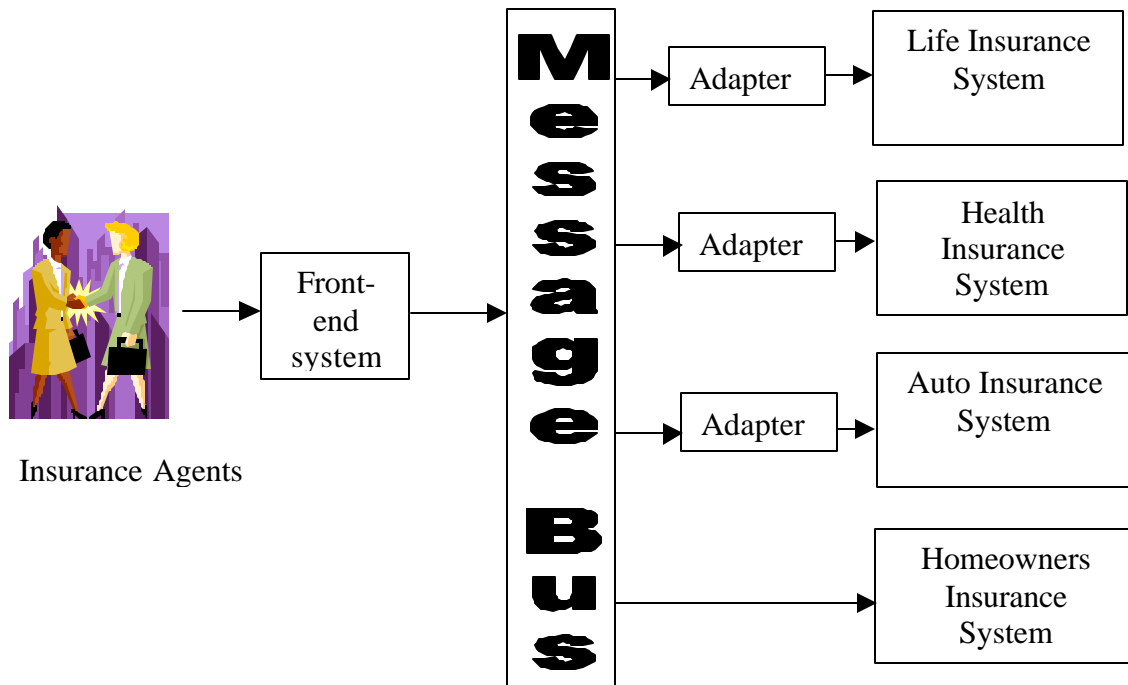 Insurance Agents
Front-
end
system
Message Bus
Adapter
Life Insurance
System
Adapter
Health
Insurance
System
Adapter
Auto Insurance
System
Homeowners
Insurance
System